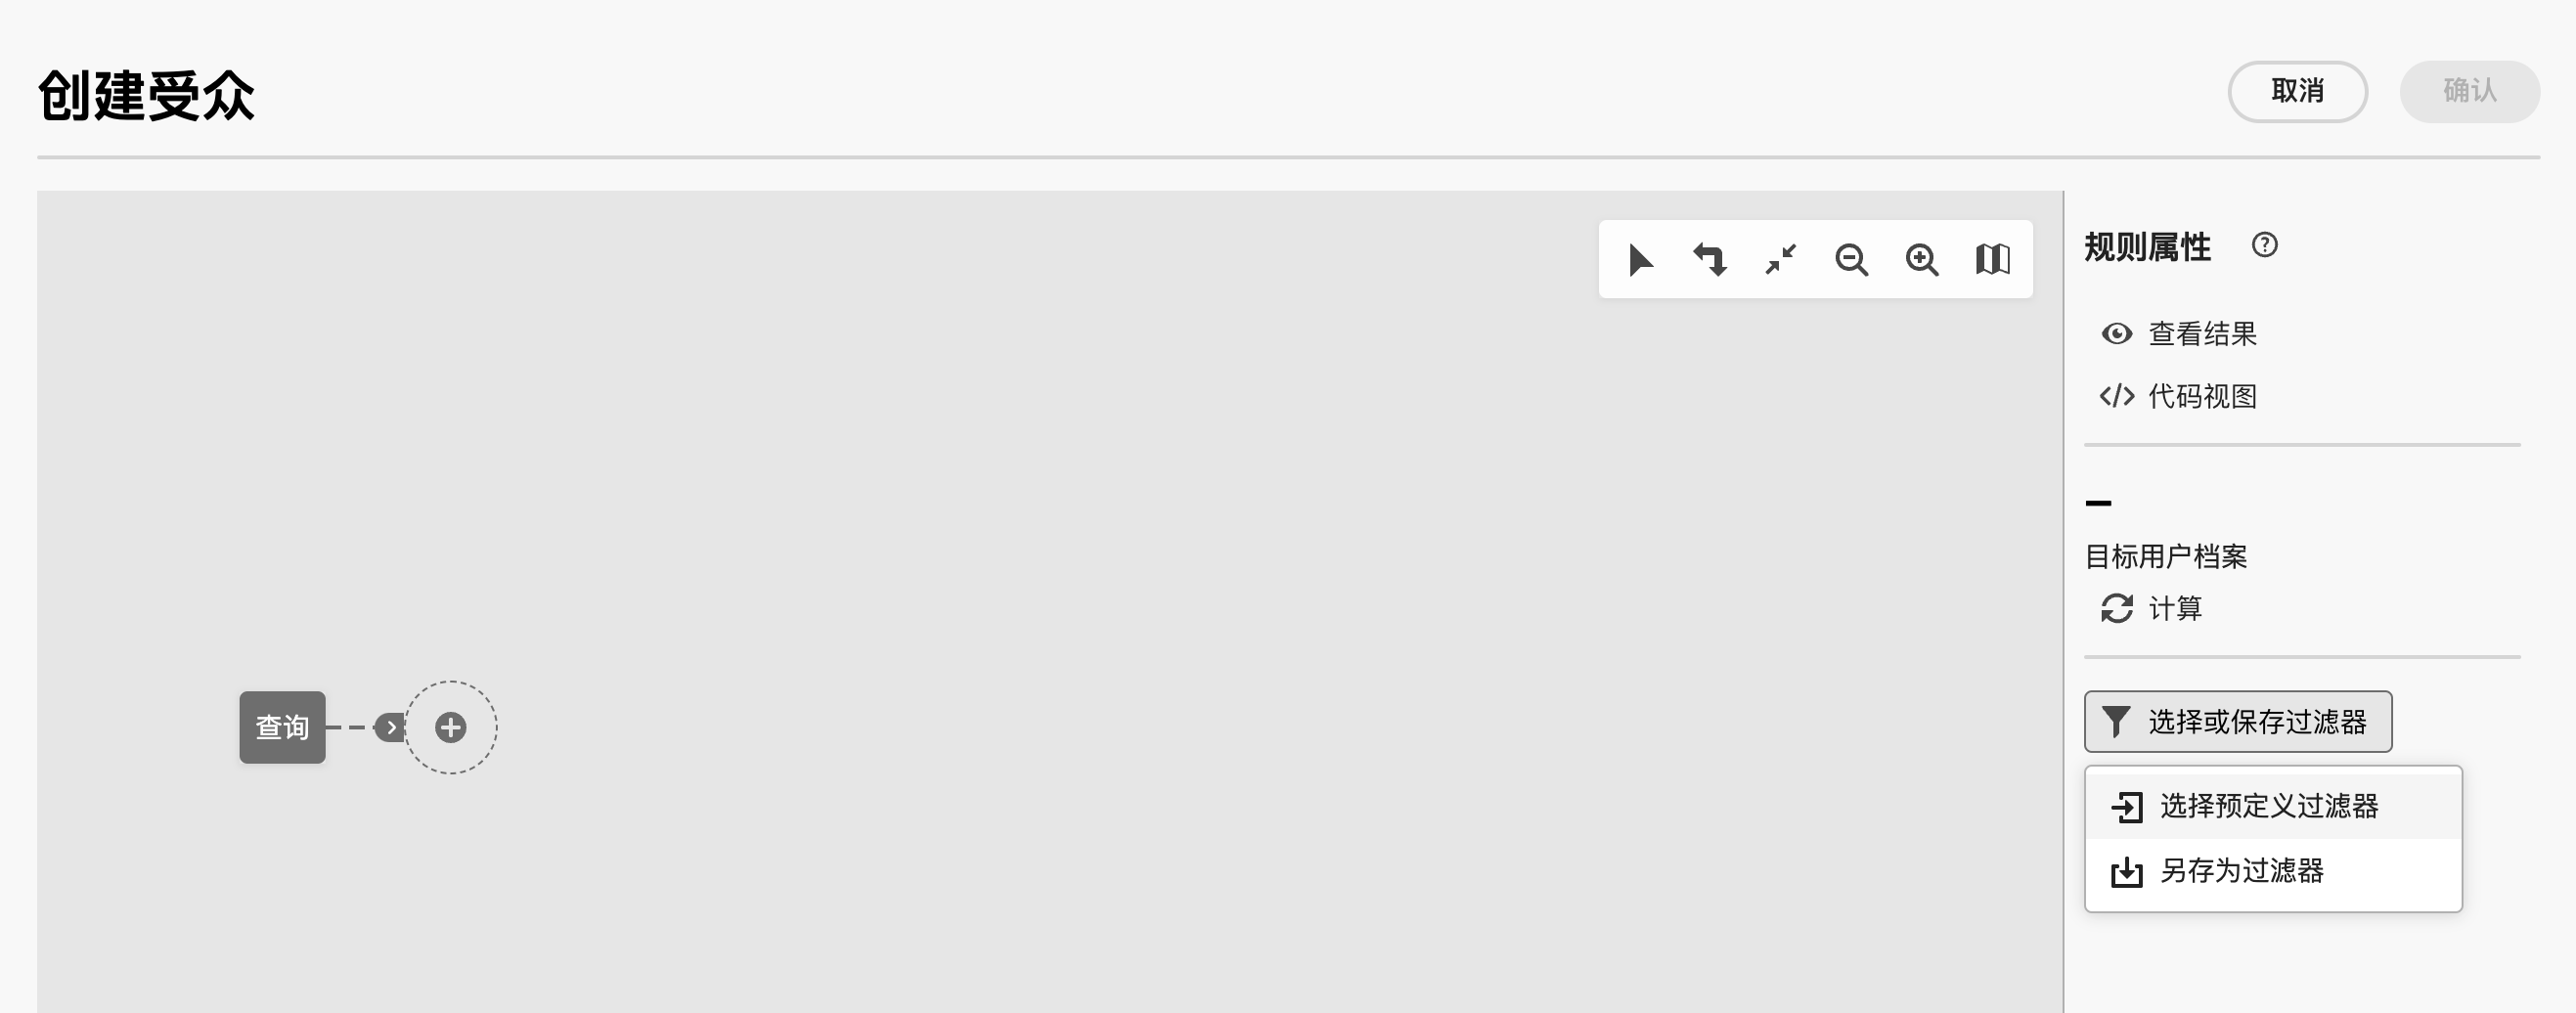 创建受众
取消
确认
规则属性
查看结果
代码视图
–
目标用户档案
计算
查询
选择或保存过滤器
选择预定义过滤器
另存为过滤器